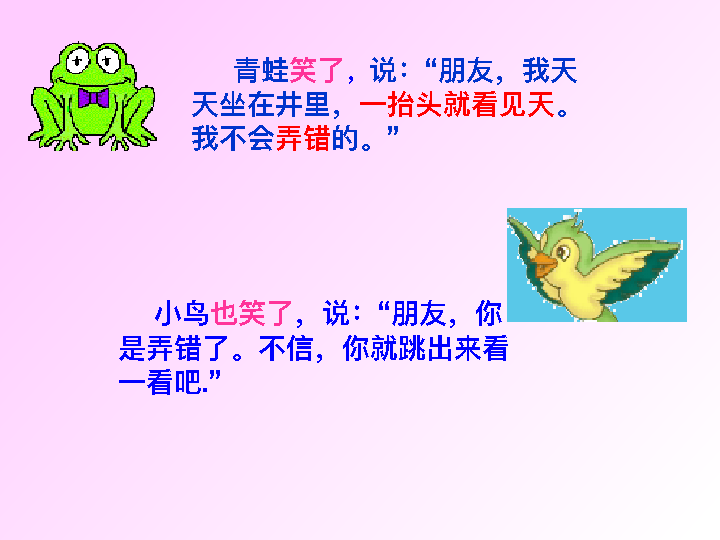 青蛙笑了，说：“朋友，我天
天坐在井里，一抬头就看见天。
我不会弄错的。”
小鸟也笑了，说：“朋友，你
是弄错了。不信，你就跳出来看
一看吧.”